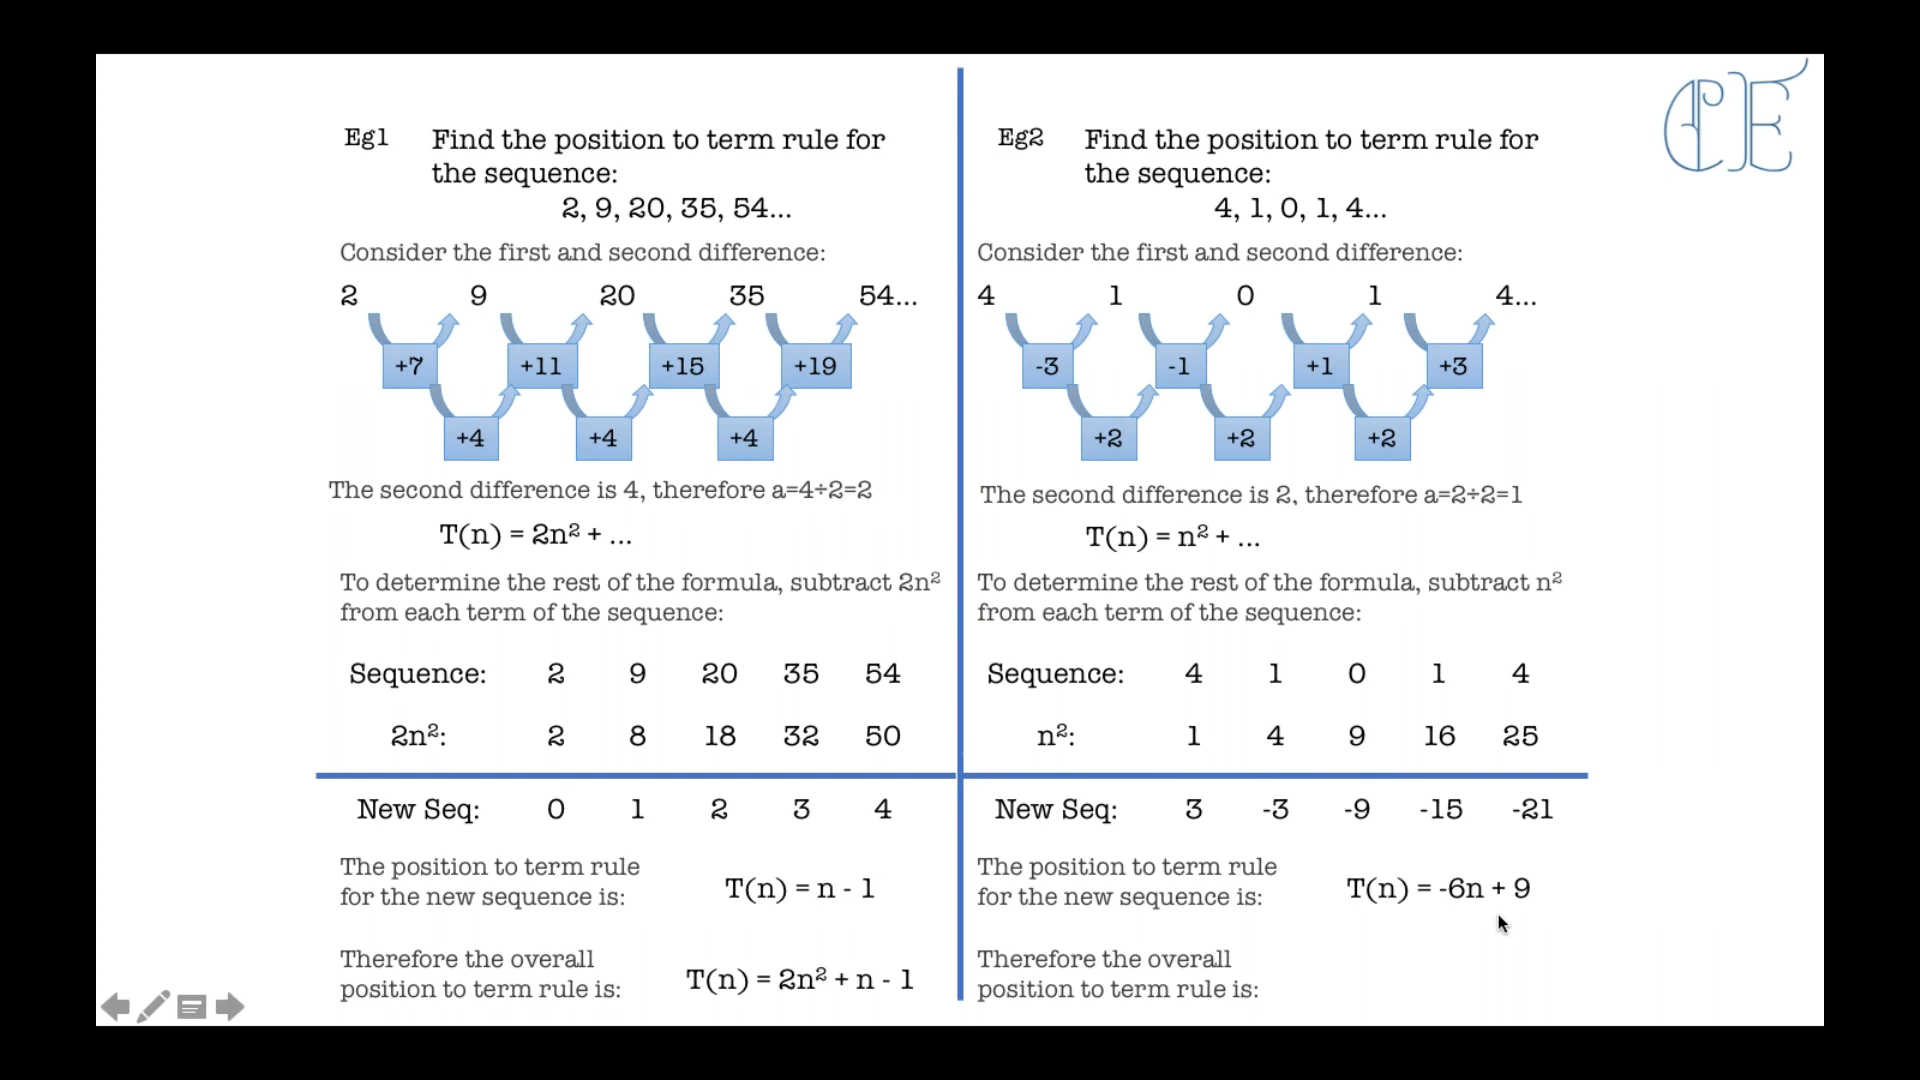 Eg1 Find the position to term rule for
the sequence:
2, 9, 20, 35, 54...
Consider the first and second difference:
2 9 20 35 54...
+7 +11 +15 +19
+4 +4 +4
The second difference is 4, therefore a=4÷2=2
T(n) = 2n² + ...
To determine the rest of the formula, subtract 2n²
from each term of the sequence:
Sequence: 2 9 20 35 54
2n²: 2 8 18 32 50
New Seq: 0 1 2 3 4
The position to term rule
for the new sequence is: T(n) = n - 1
Therefore the overall
position to term rule is: T(n) = 2n² + n - 1
Eg2 Find the position to term rule for
the sequence:
4, 1, 0, 1, 4...
Consider the first and second difference:
4 1 0 1 4...
-3 -1 +1 +3
+2 +2 +2
The second difference is 2, therefore a=2÷2=1
T(n) = n² + ...
To determine the rest of the formula, subtract n²
from each term of the sequence:
Sequence: 4 1 0 1 4
n²: 1 4 9 16 25
New Seq: 3 -3 -9 -15 -21
The position to term rule
for the new sequence is: T(n) = -6n + 9
Therefore the overall
position to term rule is: